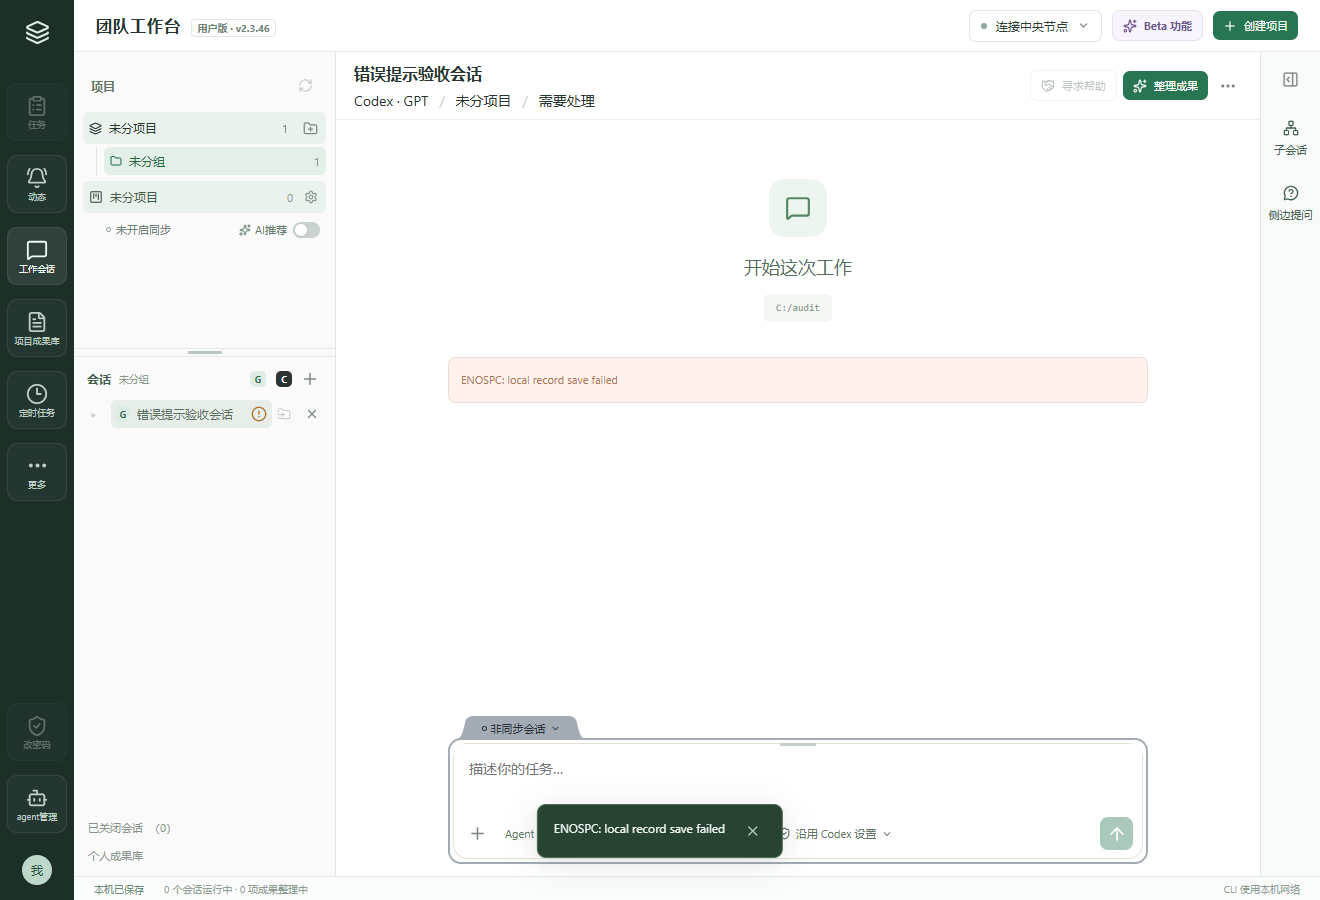 团队工作台
用户版 · v2.3.46
连接中央节点
Beta 功能
创建项目
任务
动态
工作会话
项目成果库
定时任务
更多
改密码
agent管理
我
项目
未分项目 1
未分组 1
未分项目 0
未开启同步
AI推荐
会话 未分组
G
C
G 错误提示验收会话
已关闭会话 (0)
个人成果库
错误提示验收会话
Codex · GPT / 未分项目 / 需要处理
寻求帮助
整理成果
开始这次工作
C:/audit
ENOSPC: local record save failed
非同步会话
描述你的任务...
Agent
ENOSPC: local record save failed
沿用 Codex 设置
子会话
侧边提问
本机已保存
0 个会话运行中 · 0 项成果整理中
CLI 使用本机网络